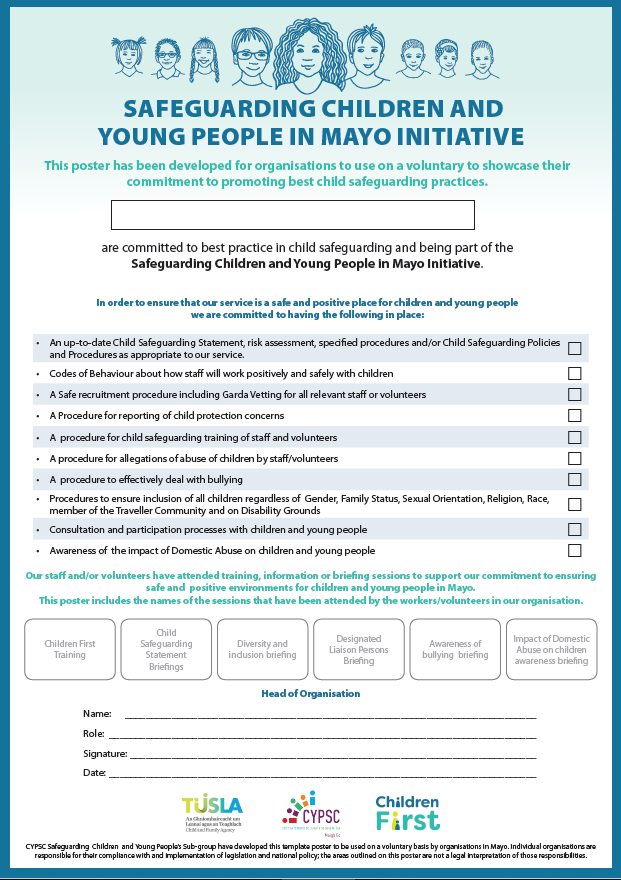 SAFEGUARDING CHILDREN AND
YOUNG PEOPLE IN MAYO INITIATIVE
This poster has been developed for organisations to use on a voluntary to showcase their
commitment to promoting best child safeguarding practices.
are committed to best practice in child safeguarding and being part of the
Safeguarding Children and Young People in Mayo Initiative.
In order to ensure that our service is a safe and positive place for children and young people
we are committed to having the following in place:
• An up-to-date Child Safeguarding Statement, risk assessment, specified procedures and/or Child Safeguarding Policies
and Procedures as appropriate to our service.
• Codes of Behaviour about how staff will work positively and safely with children
• A Safe recruitment procedure including Garda Vetting for all relevant staff or volunteers
• A Procedure for reporting of child protection concerns
• A procedure for child safeguarding training of staff and volunteers
• A procedure for allegations of abuse of children by staff/volunteers
• A procedure to effectively deal with bullying
• Procedures to ensure inclusion of all children regardless of Gender, Family Status, Sexual Orientation, Religion, Race,
member of the Traveller Community and on Disability Grounds
• Consultation and participation processes with children and young people
• Awareness of the impact of Domestic Abuse on children and young people
Our staff and/or volunteers have attended training, information or briefing sessions to support our commitment to ensuring
safe and positive environments for children and young people in Mayo.
This poster includes the names of the sessions that have been attended by the workers/volunteers in our organisation.
Children First
Training
Child
Safeguarding
Statement
Briefings
Diversity and
inclusion briefing
Designated
Liaison Persons
Briefing
Awareness of
bullying briefing
Impact of Domestic
Abuse on children
awareness briefing
Head of Organisation
Name:
Role:
Signature:
Date:
TUSLA
An Ghníomhaireacht um
Leanaí agus an Teaghlach
Child and Family Agency
CYPSC
Children
First
CYPSC Safeguarding Children and Young People's Sub-group have developed this template poster to be used on a voluntary basis by organisations in Mayo. Individual organisations are
responsible for their compliance with and implementation of legislation and national policy; the areas outlined on this poster are not a legal interpretation of those responsibilities.